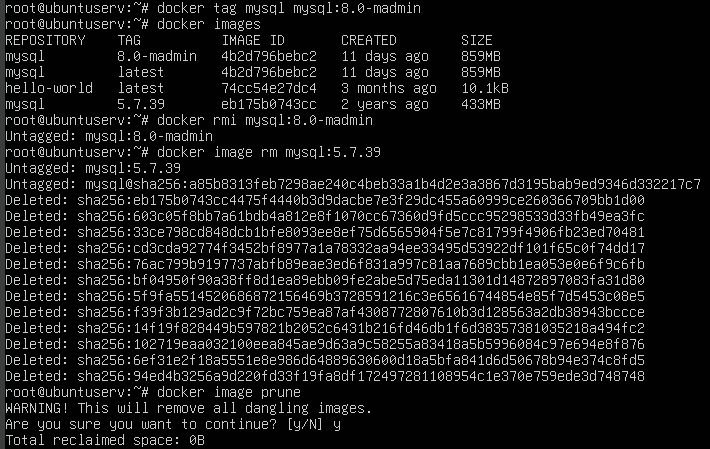 root@ubuntuserv:~# docker tag mysql mysql:8.0-madmin
root@ubuntuserv:~# docker images
REPOSITORY TAG IMAGE ID CREATED SIZE
mysql 8.0-madmin 4b2d796bebc2 11 days ago 859MB
mysql latest 4b2d796bebc2 11 days ago 859MB
hello-world latest 74cc54e27dc4 3 months ago 10.1kB
mysql 5.7.39 eb175b0743cc 2 years ago 433MB
root@ubuntuserv:~# docker rmi mysql:8.0-madmin
Untagged: mysql:8.0-madmin
root@ubuntuserv:~# docker image rm mysql:5.7.39
Untagged: mysql:5.7.39
Untagged: mysql@sha256:a85b8313feb7298ae240c4beb33a1b4d2e3a3867d3195bab9ed9346d332217c7
Deleted: sha256:eb175b0743cc4475f4440b3d9dacbe7e3f29dc455a60999ce260366709bb1d00
Deleted: sha256:603c05f8bb7a61bdb4a812e8f1070cc67360d9fd5ccc95298533d33fb49ea3fc
Deleted: sha256:33ce798cd848dcb1bfe8093ee8ef75d6565904f5e7c81799f4906fb23ed70481
Deleted: sha256:cd3cda92774f3452bf8977a1a78332aa94ee33495d53922df101f65c0f74dd17
Deleted: sha256:76ac799b9197737abfb89eae3ed6f831a997c81aa7689cbb1ea053e0e6f9c6fb
Deleted: sha256:bf04950f90a38ff8d1ea89ebb09fe2abe5d75eda11301d14872897083fa31d80
Deleted: sha256:5f9fa5514520686872156469b3728591216c3e65616744854e85f7d5453c08e5
Deleted: sha256:f39f3b129ad2c9f72bc759ea87af4308772807610b3d128563a2db38943bccce
Deleted: sha256:14f19f828449b597821b2052c6431b216fd46db1f6d38357381035218a494fc2
Deleted: sha256:102719eaa032100eea845ae9d63a9c58255a83418a5b5996084c97e694e8f876
Deleted: sha256:6ef31e2f18a5551e8e986d64889630600d18a5bfa841d6d50678b94e374c8fd5
Deleted: sha256:94ed4b3256a9d220fd33f19fa8df172497281108954c1e370e759ede3d748748
root@ubuntuserv:~# docker image prune
WARNING! This will remove all dangling images.
Are you sure you want to continue? [y/N] y
Total reclaimed space: 0B